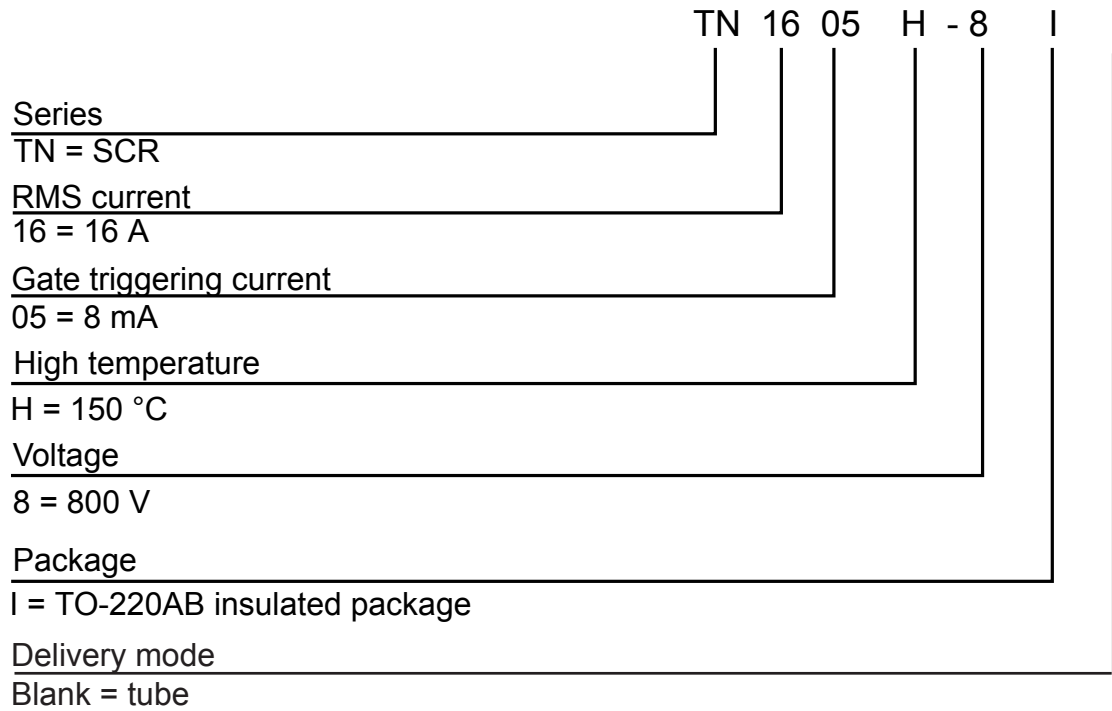 TN 16 05 H - 8 I
Series
TN = SCR
RMS current
16 = 16 A
Gate triggering current
05 = 8 mA
High temperature
H = 150 °C
Voltage
8 = 800 V
Package
I = TO-220AB insulated package
Delivery mode
Blank = tube